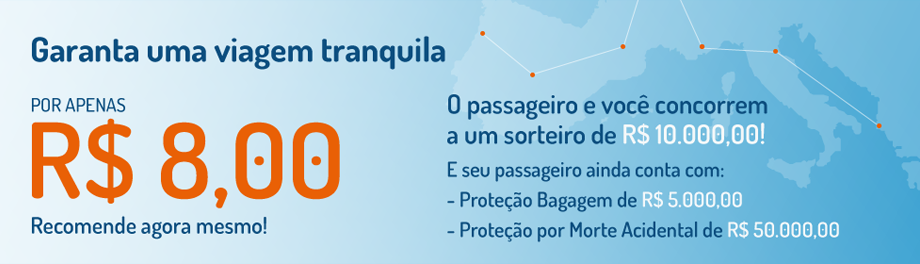 Garanta uma viagem tranquila
POR APENAS
R$ 8,00
Recomende agora mesmo!
O passageiro e você concorrem
a um sorteiro de R$ 10.000,00!
E seu passageiro ainda conta com:
- Proteção Bagagem de R$ 5.000,00
- Proteção por Morte Acidental de R$ 50.000,00